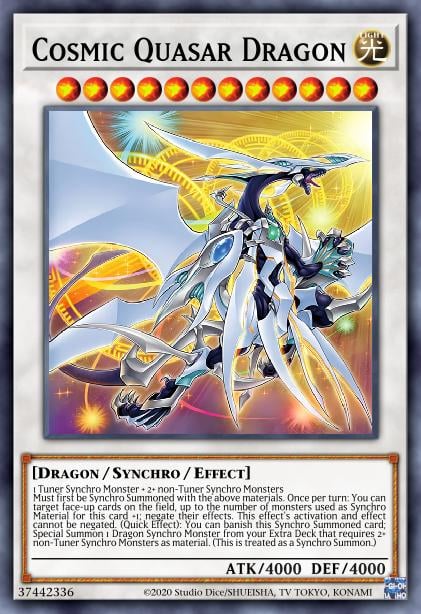 COSMIC QUASAR DRAGON
LIGHT
光
[DRAGON / SYNCHRO / EFFECT]
1 Tuner Synchro Monster + 2+ non-Tuner Synchro Monsters
Must first be Synchro Summoned with the above materials. Once per turn: You can
target face-up cards on the field, up to the number of monsters used as Synchro
Material for this card +1; negate their effects. This effect's activation and effect
cannot be negated. (Quick Effect): You can banish this Synchro Summoned card;
Special Summon 1 Dragon Synchro Monster from your Extra Deck that requires 2+
non-Tuner Synchro Monsters as material. (This is treated as a Synchro Summon.)
ATK/4000 DEF/4000
37442336
©2020 Studio Dice/SHUEISHA, TV TOKYO, KONAMI